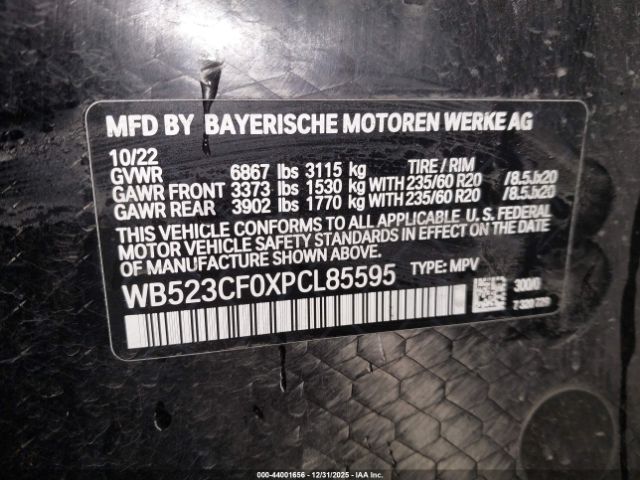 MFD BY BAYERISCHE MOTOREN WERKE AG
10/22 TIRE / RIM
GVWR 6867 lbs 3115 kg
GAWR FRONT 3373 lbs 1530 kg WITH 235/60 R20 /8.5Jx20
GAWR REAR 3902 lbs 1770 kg WITH 235/60 R20 /8.5Jx20
THIS VEHICLE CONFORMS TO ALL APPLICABLE U. S. FEDERAL
MOTOR VEHICLE SAFETY STANDARDS IN EFFECT ON THE DATE
OF MANUFACTURE SHOWN ABOVE.
WB523CF0XPCL85595 TYPE: MPV
300/0
000-44001656 - 12/31/2025 - IAA Inc.